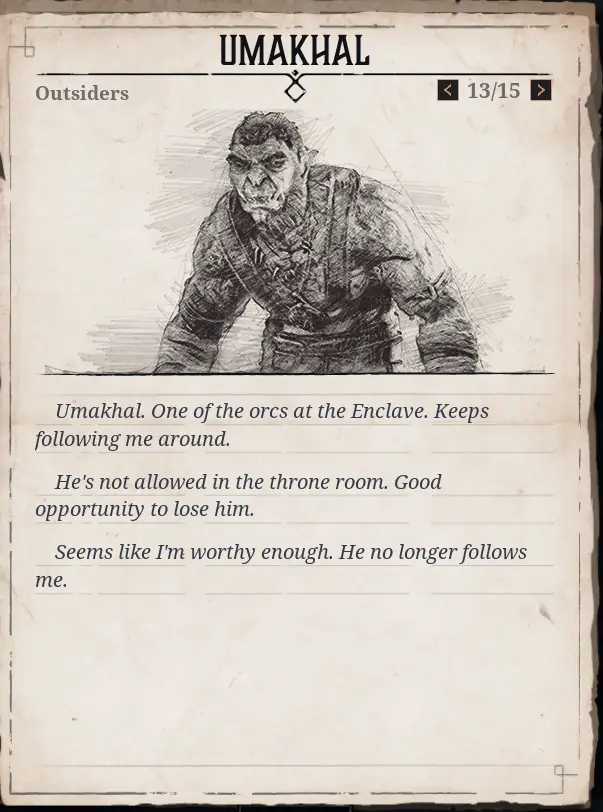 UMAKHAL
Outsiders
< 13/15 >
Umakhal. One of the orcs at the Enclave. Keeps
following me around.
He's not allowed in the throne room. Good
opportunity to lose him.
Seems like I'm worthy enough. He no longer follows
me.